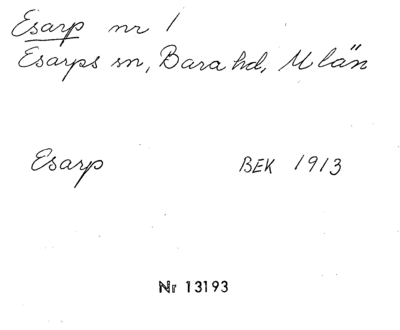 Esarp nr 1
Esarps sn, Bara hd, M län
Esarp BEK 1913
Nr 13193